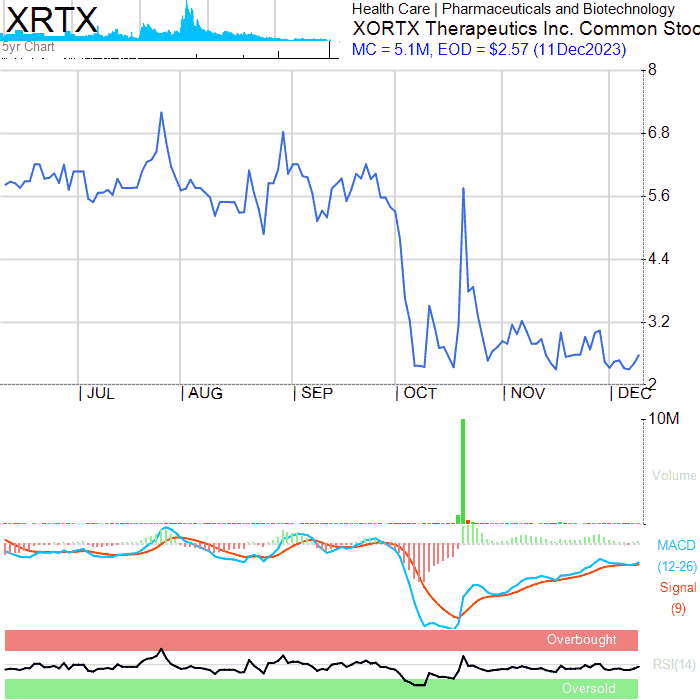 XRTX
5yr Chart
Health Care | Pharmaceuticals and Biotechnology
XORTX Therapeutics Inc. Common Stoc
MC = 5.1M, EOD = $2.57 (11Dec2023)
8
6.8
5.6
4.4
3.2
2
| JUL | AUG | SEP | OCT | NOV | DEC
10M
Volume
MACD
(12-26)
Signal
(9)
Overbought
RSI(14)
Oversold